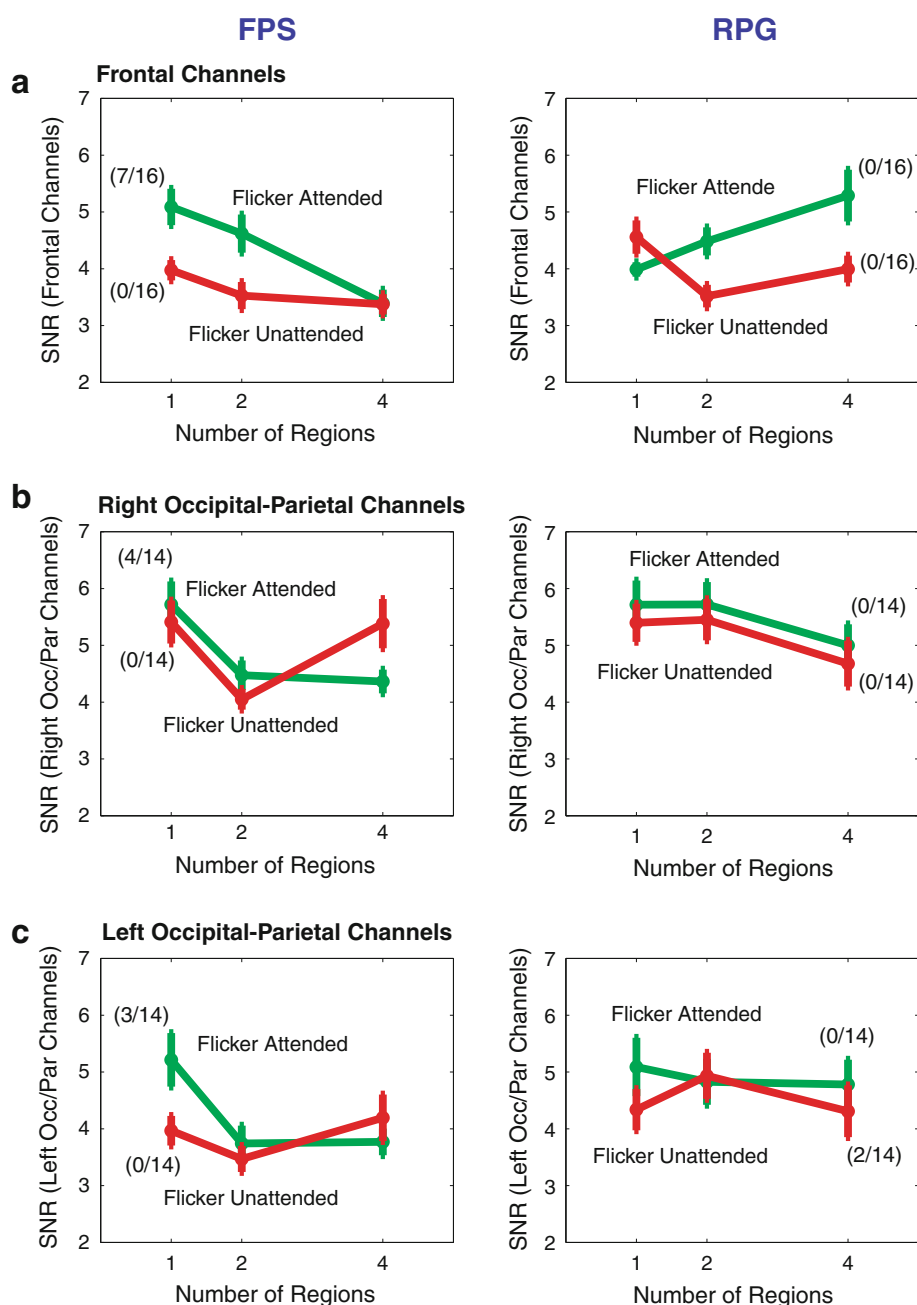 FPS
RPG
a
Frontal Channels
SNR (Frontal Channels)
7
6
5
4
3
2
(7/16)
Flicker Attended
(0/16)
Flicker Unattended
1
2
4
Number of Regions
SNR (Frontal Channels)
7
6
5
4
3
2
Flicker Attende
(0/16)
(0/16)
Flicker Unattended
1
2
4
Number of Regions
b
Right Occipital-Parietal Channels
SNR (Right Occ/Par Channels)
7
6
5
4
3
2
(4/14)
Flicker Attended
(0/14)
Flicker Unattended
1
2
4
Number of Regions
SNR (Right Occ/Par Channels)
7
6
5
4
3
2
Flicker Attended
(0/14)
Flicker Unattended
(0/14)
1
2
4
Number of Regions
c
Left Occipital-Parietal Channels
SNR (Left Occ/Par Channels)
7
6
5
4
3
2
(3/14)
Flicker Attended
(0/14)
Flicker Unattended
1
2
4
Number of Regions
SNR (Left Occ/Par Channels)
7
6
5
4
3
2
Flicker Attended
(0/14)
Flicker Unattended
(2/14)
1
2
4
Number of Regions